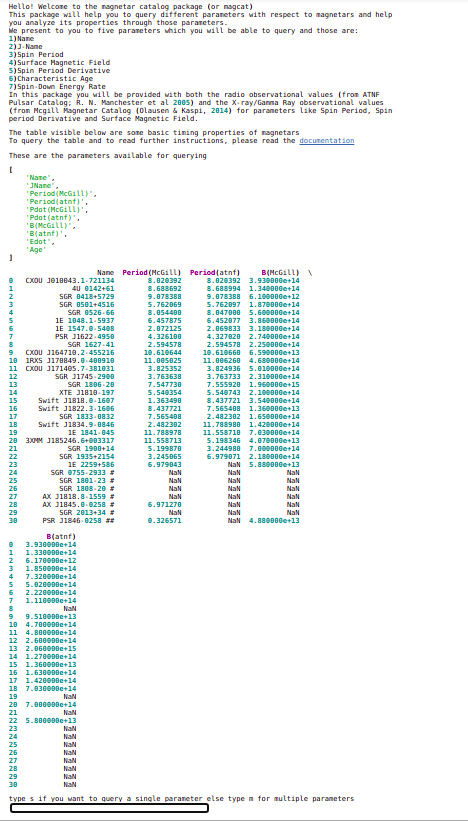 Hello! Welcome to the magnetar catalog package (or magcat)
This package will help you to query different parameters with respect to magnetars and help
you analyze its properties through those parameters.
We present to you to five parameters which you will be able to query and those are:
1)Name
2)J-Name
3)Spin Period
4)Surface Magnetic Field
5)Spin Period Derivative
6)Characteristic Age
7)Spin-Down Energy Rate
In this package you will be provided with both the radio observational values (from ATNF
Pulsar Catalog; R. N. Manchester et al 2005) and the X-ray/Gamma Ray observational values
(from Mcgill Magnetar Catalog (Olausen & Kaspi, 2014) for parameters like Spin Period, Spin
period Derivative and Surface Magnetic Field.
The table visible below are some basic timing properties of magnetars
To query the table and to read further instructions, please read the documentation
These are the parameters available for querying
[
'Name',
'JName',
'Period(McGill)',
'Period(atnf)',
'Pdot(McGill)',
'Pdot(atnf)',
'B(McGill)',
'B(atnf)',
'Edot',
'Age'
]
Name Period(McGill) Period(atnf) B(McGill) \
0 CXOU J010043.1-721134 8.020392 8.020392 3.930000e+14
1 4U 0142+61 8.688692 8.688994 1.340000e+14
2 SGR 0418+5729 9.078388 9.078388 6.100000e+12
3 SGR 0501+4516 5.762069 5.762097 1.870000e+14
4 SGR 0526-66 8.054400 8.047000 5.600000e+14
5 1E 1048.1-5937 6.457875 6.452077 3.860000e+14
6 1E 1547.0-5408 2.072125 2.069833 3.180000e+14
7 PSR J1622-4950 4.326100 4.327020 2.740000e+14
8 SGR 1627-41 2.594578 2.594578 2.250000e+14
9 CXOU J164710.2-455216 10.610644 10.610660 6.590000e+13
10 1RXS J170849.0-400910 11.005025 11.006260 4.680000e+14
11 CXOU J171405.7-381031 3.825352 3.824936 5.010000e+14
12 SGR J1745-2900 3.763638 3.763733 2.310000e+14
13 SGR 1806-20 7.547730 7.555920 1.960000e+15
14 XTE J1810-197 5.540354 5.540743 2.100000e+14
15 Swift J1818.0-1607 1.363490 8.437721 3.540000e+14
16 Swift J1822.3-1606 8.437721 7.565408 1.360000e+13
17 SGR 1833-0832 7.565408 2.482302 1.650000e+14
18 Swift J1834.9-0846 2.482302 11.788980 1.420000e+14
19 1E 1841-045 11.788978 11.558710 7.030000e+14
20 3XMM J185246.6+003317 11.558713 5.198346 4.070000e+13
21 SGR 1900+14 5.199870 3.244980 7.000000e+14
22 SGR 1935+2154 3.245065 6.979071 2.180000e+14
23 1E 2259+586 6.979043 NaN 5.880000e+13
24 SGR 0755-2933 # NaN NaN NaN
25 SGR 1801-23 # NaN NaN NaN
26 SGR 1808-20 # NaN NaN NaN
27 AX J1818.8-1559 # NaN NaN NaN
28 AX J1845.0-0258 # 6.971270 NaN NaN
29 SGR 2013+34 # NaN NaN NaN
30 PSR J1846-0258 ## 0.326571 NaN 4.880000e+13
B(atnf)
0 3.930000e+14
1 1.330000e+14
2 6.170000e+12
3 1.850000e+14
4 7.320000e+14
5 5.020000e+14
6 2.220000e+14
7 1.110000e+14
8 NaN
9 9.510000e+13
10 4.700000e+14
11 4.800000e+14
12 2.600000e+14
13 2.060000e+15
14 1.270000e+14
15 1.360000e+13
16 1.630000e+14
17 1.420000e+14
18 7.030000e+14
19 NaN
20 7.000000e+14
21 NaN
22 5.800000e+13
23 NaN
24 NaN
25 NaN
26 NaN
27 NaN
28 NaN
29 NaN
30 NaN
type s if you want to query a single parameter else type m for multiple parameters